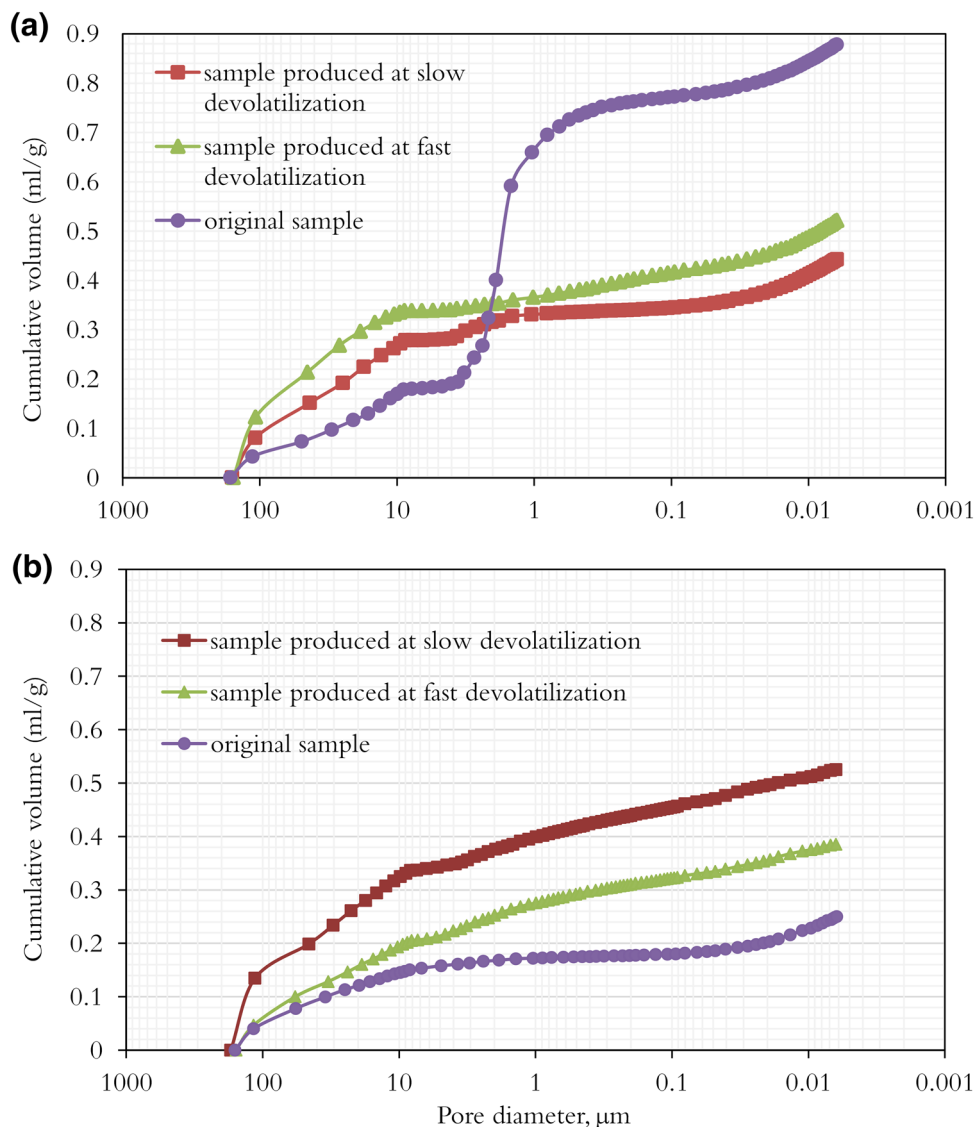 (a)
0.9
0.8
0.7
0.6
0.5
0.4
0.3
0.2
0.1
0
Cumulative volume (ml/g)
sample produced at slow
devolatilization
sample produced at fast
devolatilization
original sample
1000 100 10 1 0.1 0.01 0.001
(b)
0.9
0.8
0.7
0.6
0.5
0.4
0.3
0.2
0.1
0
Cumulative volume (ml/g)
sample produced at slow devolatilization
sample produced at fast devolatilization
original sample
1000 100 10 1 0.1 0.01 0.001
Pore diameter, μm